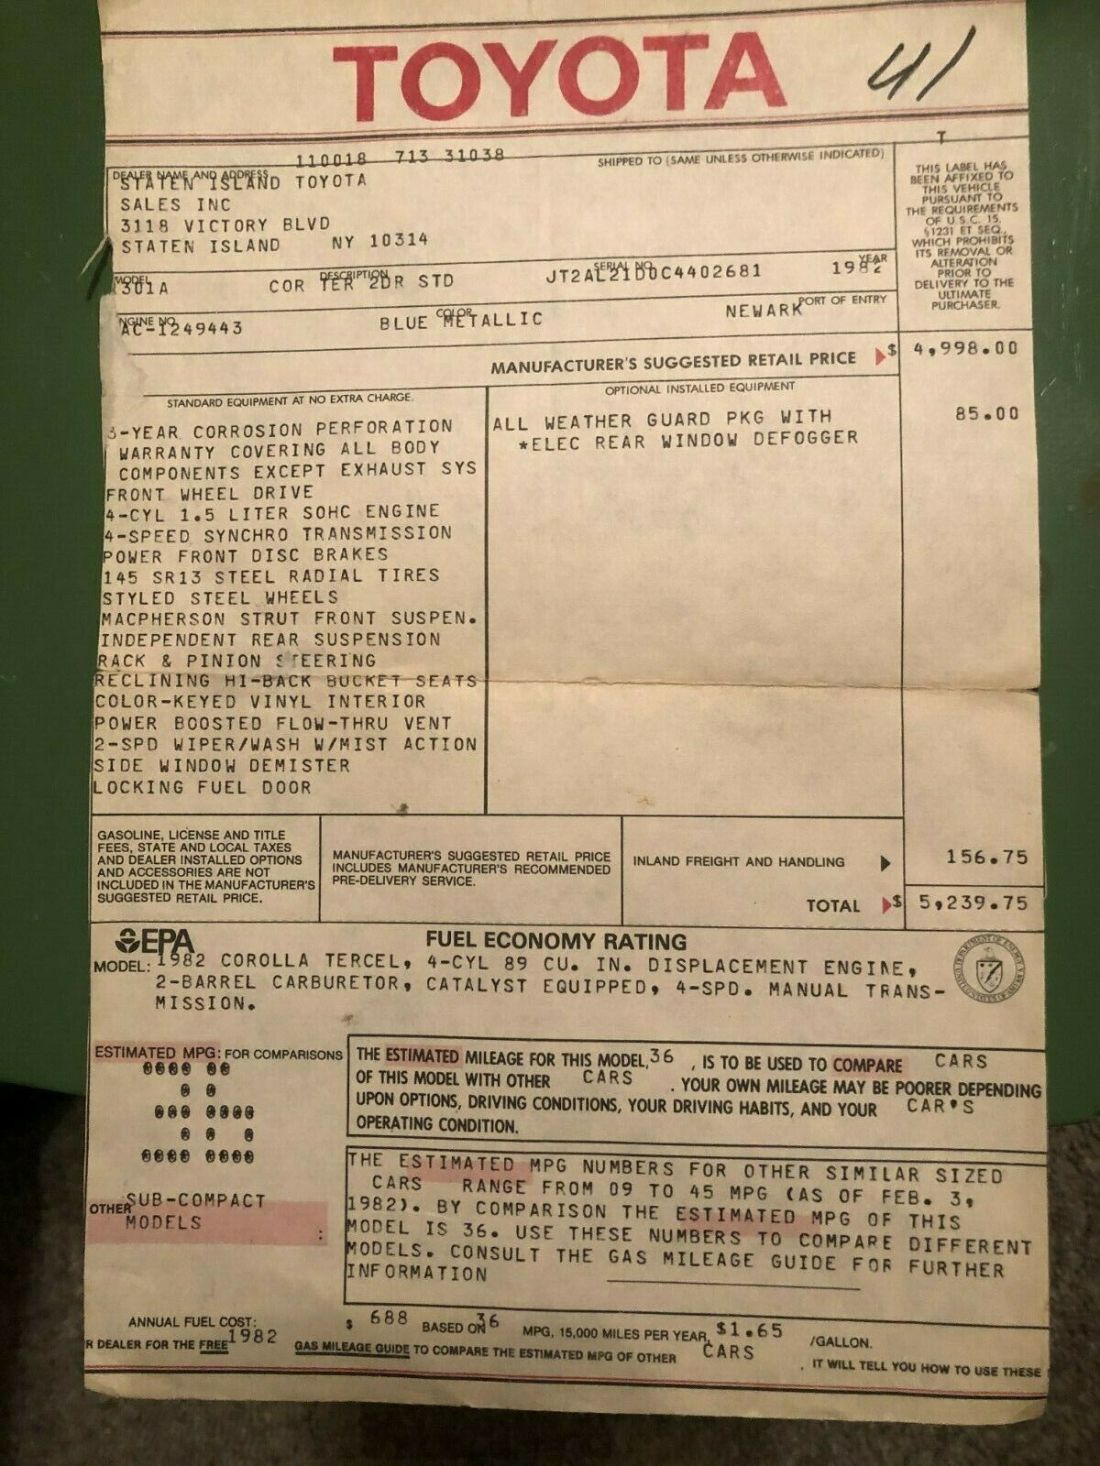 TOYOTA
41
T
110018 713 31038
DEALER NAME AND ADDRESS
SHIPPED TO (SAME UNLESS OTHERWISE INDICATED)
STATEN ISLAND TOYOTA
SALES INC
3118 VICTORY BLVD
STATEN ISLAND NY 10314
THIS LABEL HAS
BEEN AFFIXED TO
THIS VEHICLE
PURSUANT TO
THE REQUIREMENTS
OF U.S.C. 15,
§1231 ET SEQ.,
WHICH PROHIBITS
ITS REMOVAL OR
ALTERATION
PRIOR TO
DELIVERY TO THE
ULTIMATE
PURCHASER.
MODEL DESCRIPTION SERIAL NO. YEAR
1301A COR TER 2DR STD JT2AL21D0C4402681 1982
NGINE NO. COLOR PORT OF ENTRY
AC-1249443 BLUE METALLIC NEWARK
MANUFACTURER'S SUGGESTED RETAIL PRICE $ 4,998.00
STANDARD EQUIPMENT AT NO EXTRA CHARGE.
3-YEAR CORROSION PERFORATION
WARRANTY COVERING ALL BODY
COMPONENTS EXCEPT EXHAUST SYS
FRONT WHEEL DRIVE
4-CYL 1.5 LITER SOHC ENGINE
4-SPEED SYNCHRO TRANSMISSION
POWER FRONT DISC BRAKES
145 SR13 STEEL RADIAL TIRES
STYLED STEEL WHEELS
MACPHERSON STRUT FRONT SUSPEN.
INDEPENDENT REAR SUSPENSION
RACK & PINION STEERING
RECLINING HI-BACK BUCKET SEATS
COLOR-KEYED VINYL INTERIOR
POWER BOOSTED FLOW-THRU VENT
2-SPD WIPER/WASH W/MIST ACTION
SIDE WINDOW DEMISTER
LOCKING FUEL DOOR
OPTIONAL INSTALLED EQUIPMENT
ALL WEATHER GUARD PKG WITH 85.00
*ELEC REAR WINDOW DEFOGGER
GASOLINE, LICENSE AND TITLE
FEES, STATE AND LOCAL TAXES
AND DEALER INSTALLED OPTIONS
AND ACCESSORIES ARE NOT
INCLUDED IN THE MANUFACTURER'S
SUGGESTED RETAIL PRICE.
MANUFACTURER'S SUGGESTED RETAIL PRICE
INCLUDES MANUFACTURER'S RECOMMENDED
PRE-DELIVERY SERVICE.
INLAND FREIGHT AND HANDLING 156.75
TOTAL $ 5,239.75
EPA FUEL ECONOMY RATING
MODEL: 1982 COROLLA TERCEL, 4-CYL 89 CU. IN. DISPLACEMENT ENGINE,
2-BARREL CARBURETOR, CATALYST EQUIPPED, 4-SPD. MANUAL TRANS-
MISSION.
ESTIMATED MPG: FOR COMPARISONS
36
OTHER SUB-COMPACT
MODELS :
THE ESTIMATED MILEAGE FOR THIS MODEL, 36 , IS TO BE USED TO COMPARE CARS
OF THIS MODEL WITH OTHER CARS . YOUR OWN MILEAGE MAY BE POORER DEPENDING
UPON OPTIONS, DRIVING CONDITIONS, YOUR DRIVING HABITS, AND YOUR CAR'S
OPERATING CONDITION.
THE ESTIMATED MPG NUMBERS FOR OTHER SIMILAR SIZED
CARS RANGE FROM 09 TO 45 MPG (AS OF FEB. 3,
1982). BY COMPARISON THE ESTIMATED MPG OF THIS
MODEL IS 36. USE THESE NUMBERS TO COMPARE DIFFERENT
MODELS. CONSULT THE GAS MILEAGE GUIDE FOR FURTHER
INFORMATION
ANNUAL FUEL COST: $ 688 BASED ON 36 MPG, 15,000 MILES PER YEAR, $1.65 /GALLON.
R DEALER FOR THE FREE 1982 GAS MILEAGE GUIDE TO COMPARE THE ESTIMATED MPG OF OTHER CARS , IT WILL TELL YOU HOW TO USE THESE